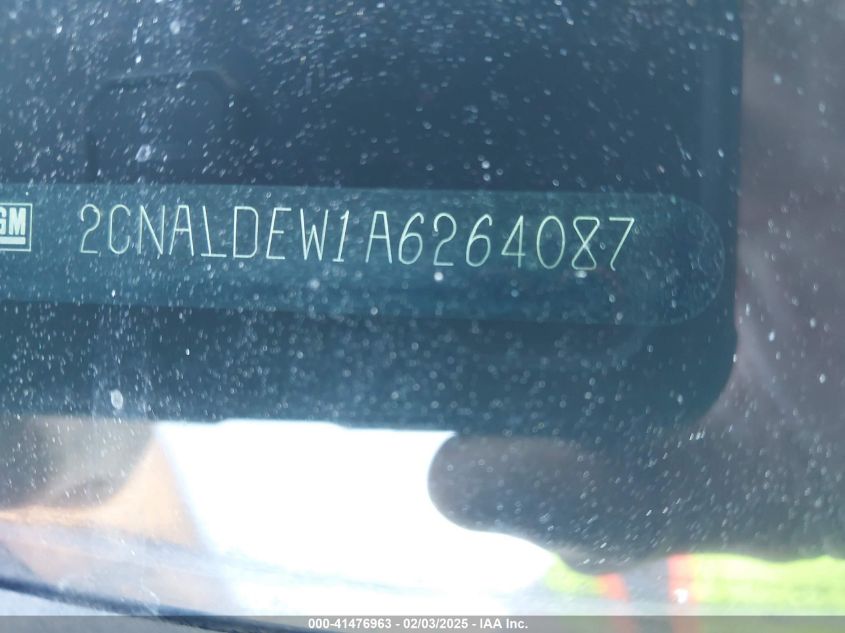 GM 2CNALDEW1A6264087
000-41476963 - 02/03/2025 - IAA Inc.